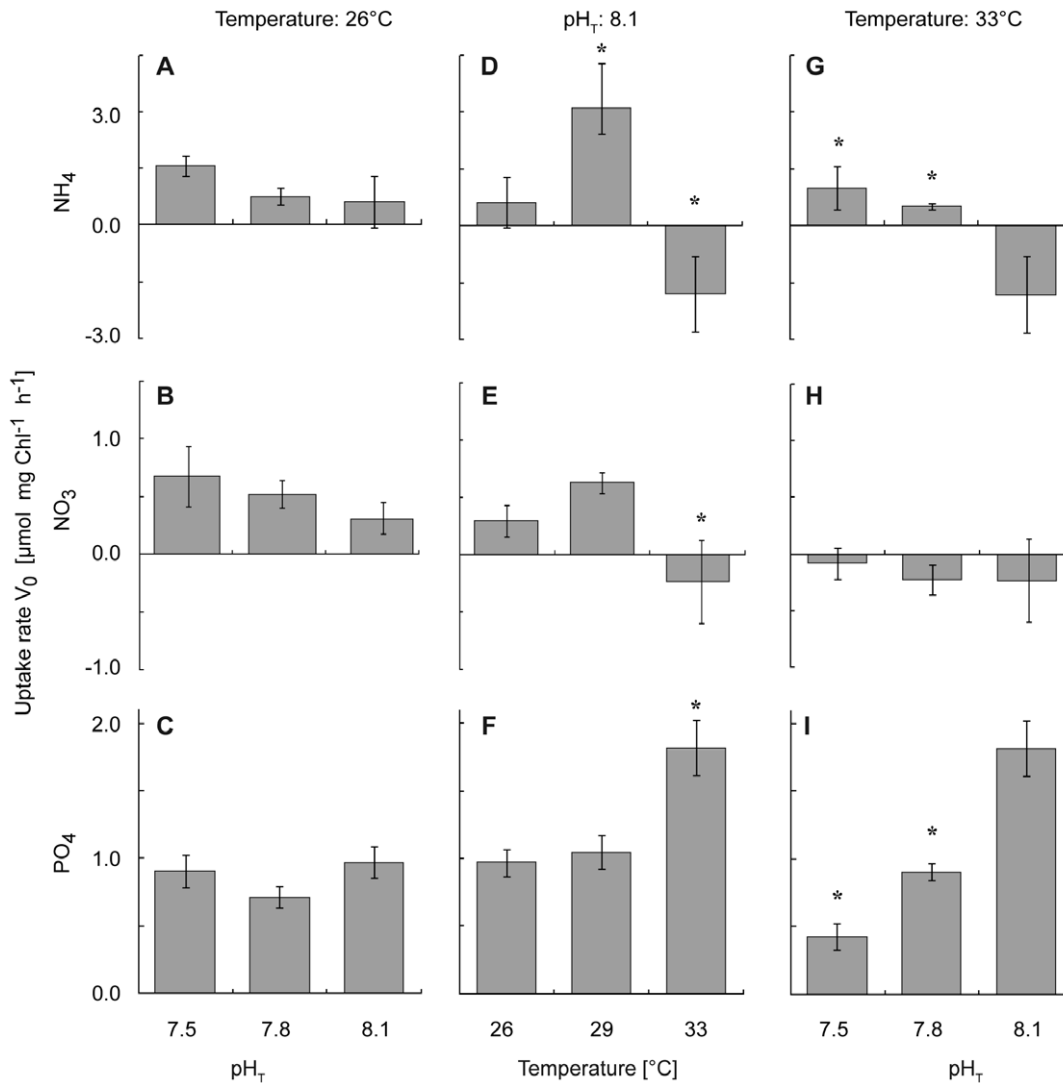 Temperature: 26°C
pH_T: 8.1
Temperature: 33°C
A
D
G
*
*
*
*
3.0
0.0
-3.0
NH4
B
E
H
*
1.0
0.0
-1.0
NO3
Uptake rate V0 [µmol mg Chl-1 h-1]
C
F
I
*
*
*
2.0
1.0
0.0
PO4
7.5 7.8 8.1
26 29 33
7.5 7.8 8.1
pH_T
Temperature [°C]
pH_T